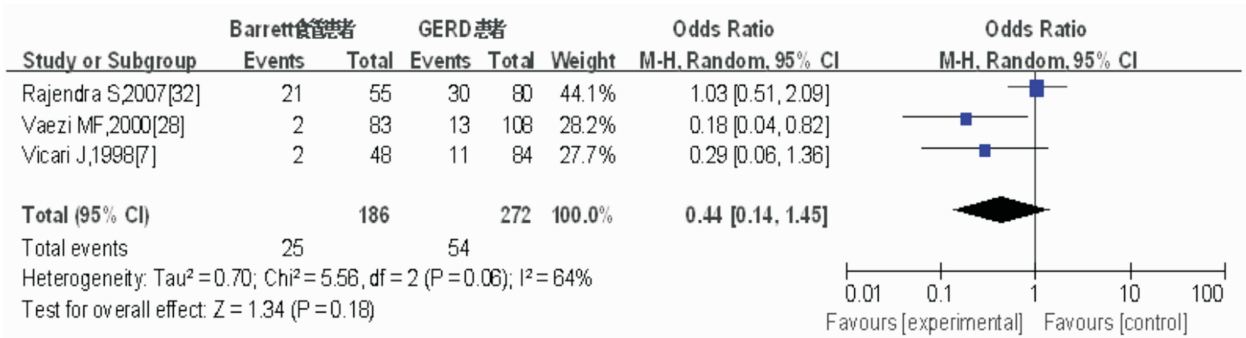 Barrett食管患者 GERD患者 Odds Ratio Odds Ratio
Study or Subgroup Events Total Events Total Weight M-H, Random, 95% CI M-H, Random, 95% CI
Rajendra S,2007[32] 21 55 30 80 44.1% 1.03 [0.51, 2.09]
Vaezi MF,2000[28] 2 83 13 108 28.2% 0.18 [0.04, 0.82]
Vicari J,1998[7] 2 48 11 84 27.7% 0.29 [0.06, 1.36]
Total (95% CI) 186 272 100.0% 0.44 [0.14, 1.45]
Total events 25 54
Heterogeneity: Tau² = 0.70; Chi² = 5.56, df = 2 (P = 0.06); I² = 64%
Test for overall effect: Z = 1.34 (P = 0.18)
0.01 0.1 1 10 100
Favours [experimental] Favours [control]